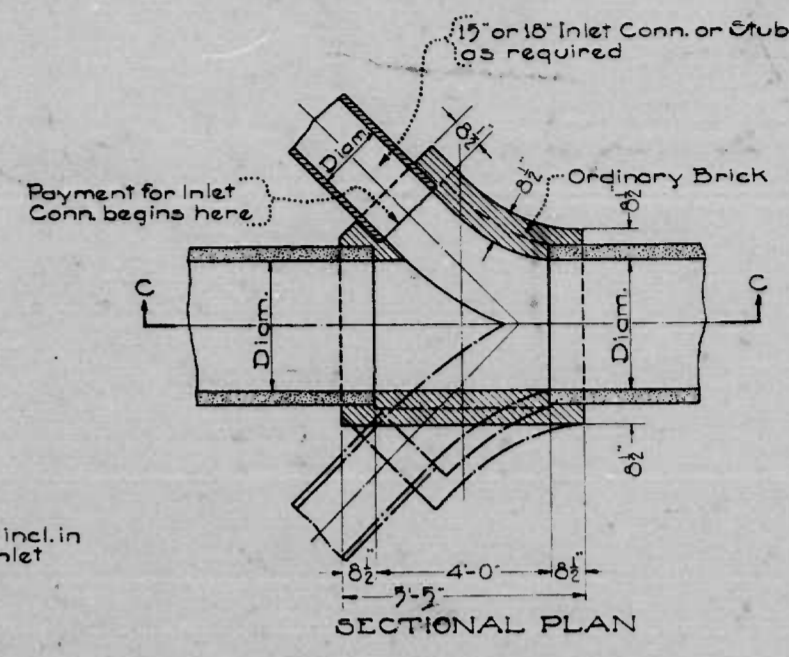 15" or 18" Inlet Conn. or Stub
as required
Diam.
8½"
8½"
Ordinary Brick
8½"
Payment for Inlet
Conn. begins here
C
C
Diam.
Diam.
8½"
incl. in
nlet
8½" 4'-0" 8½"
5'-5"
SECTIONAL PLAN